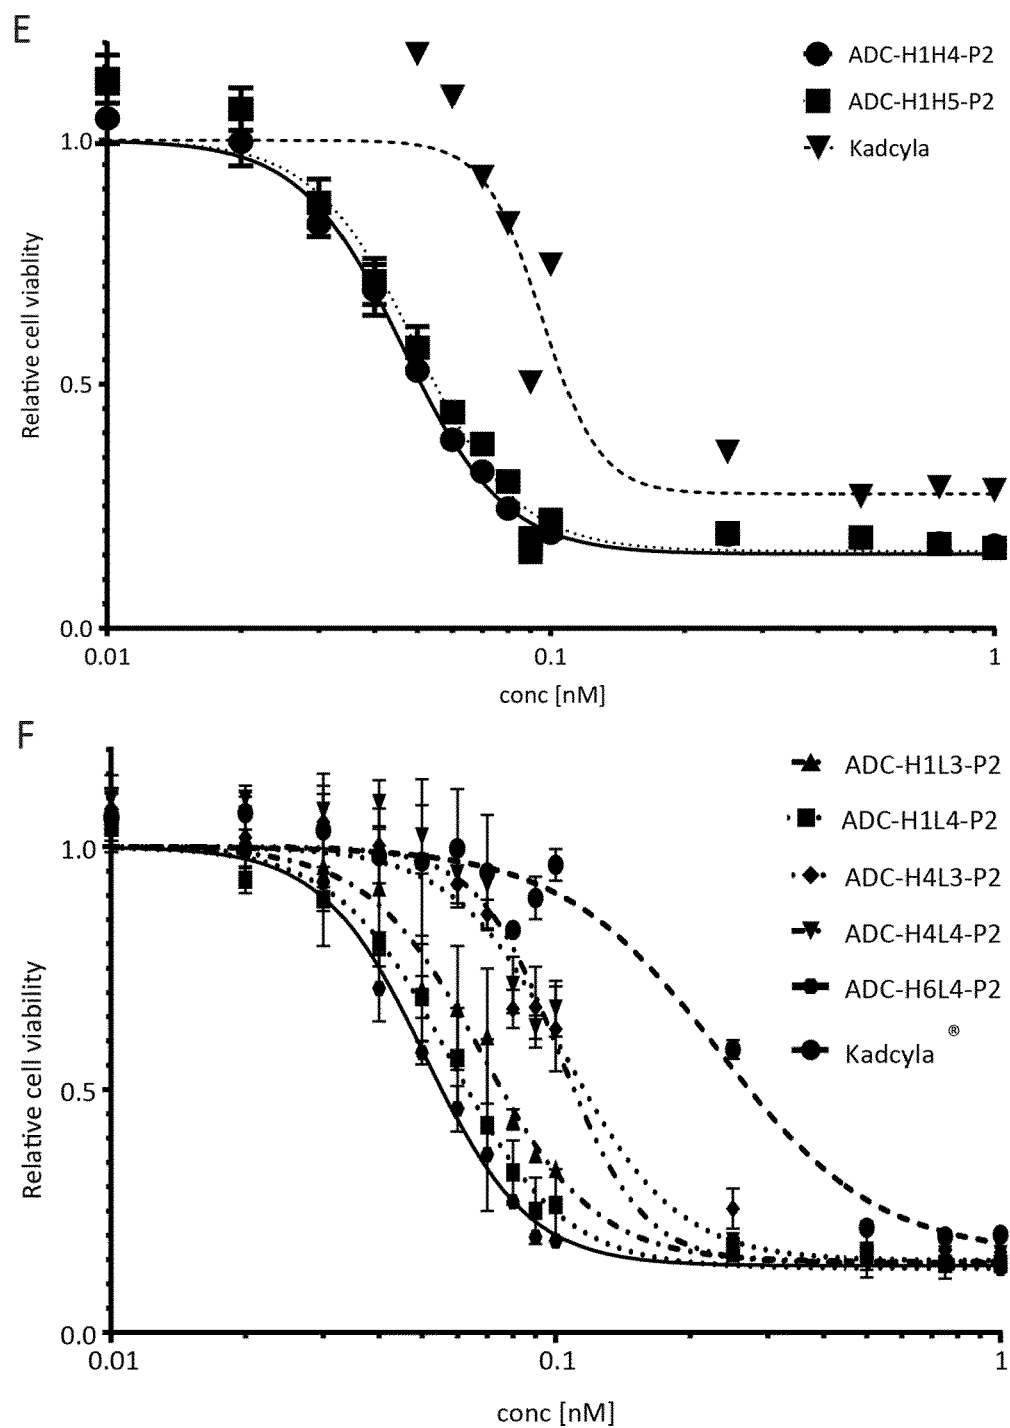 E
ADC-H1H4-P2
ADC-H1H5-P2
Kadcyla
1.0
0.5
0.0
Relative cell viablity
0.01
0.1
1
conc [nM]
F
ADC-H1L3-P2
ADC-H1L4-P2
ADC-H4L3-P2
ADC-H4L4-P2
ADC-H6L4-P2
Kadcyla ®
1.0
0.5
0.0
Relative cell viability
0.01
0.1
1
conc [nM]